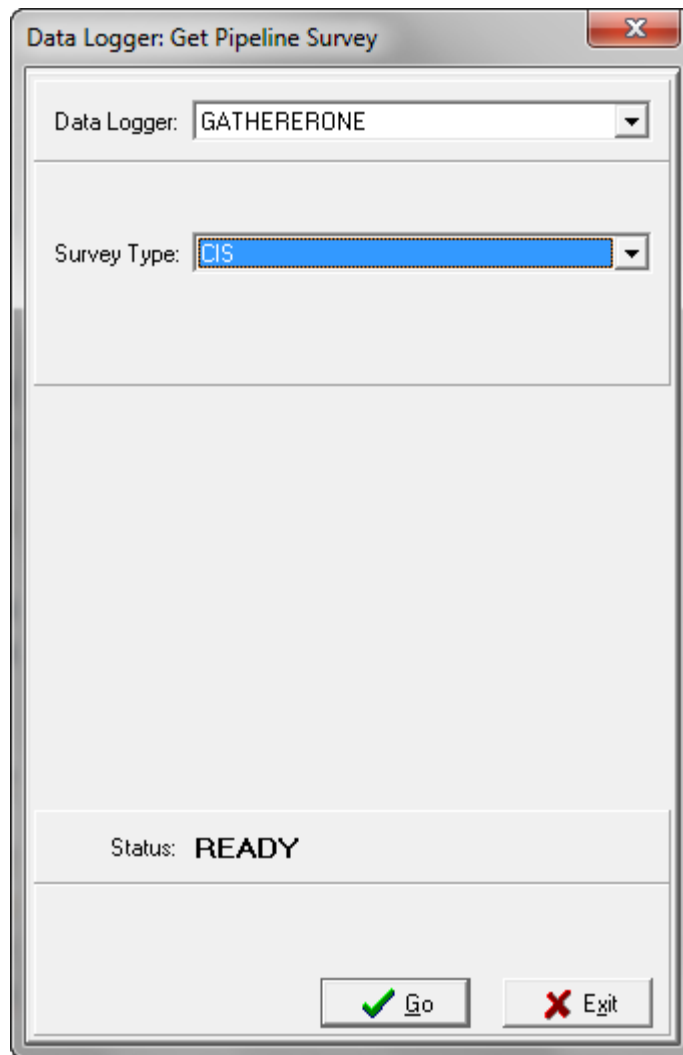 Data Logger: Get Pipeline Survey
Data Logger: GATHERERONE
Survey Type: CIS
Status: READY
Go Exit